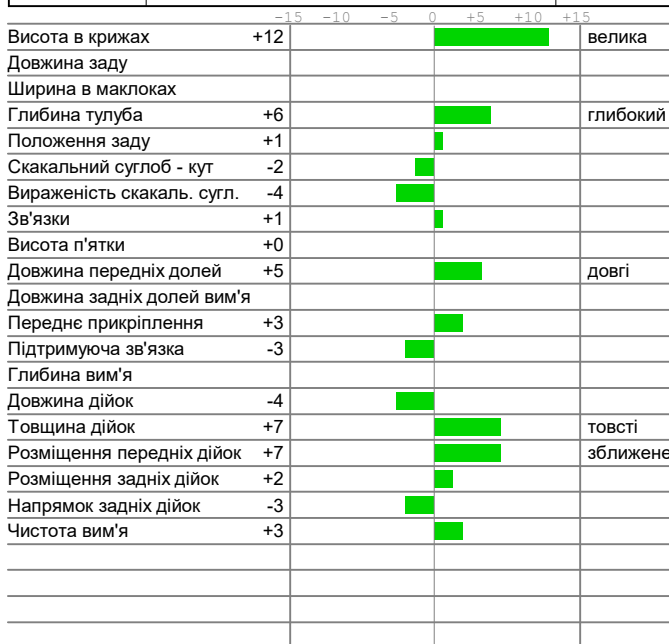 -15 -10 -5 0 +5 +10 +15
Висота в крижах +12 велика
Довжина заду
Ширина в маклоках
Глибина тулуба +6 глибокий
Положення заду +1
Скакальний суглоб - кут -2
Вираженість скакаль. сугл. -4
Зв'язки +1
Висота п'ятки +0
Довжина передніх долей +5 довгі
Довжина задніх долей вим'я
Переднє прикріплення +3
Підтримуюча зв'язка -3
Глибина вим'я
Довжина дійок -4
Товщина дійок +7 товсті
Розміщення передніх дійок +7 зближене
Розміщення задніх дійок +2
Напрямок задніх дійок -3
Чистота вим'я +3